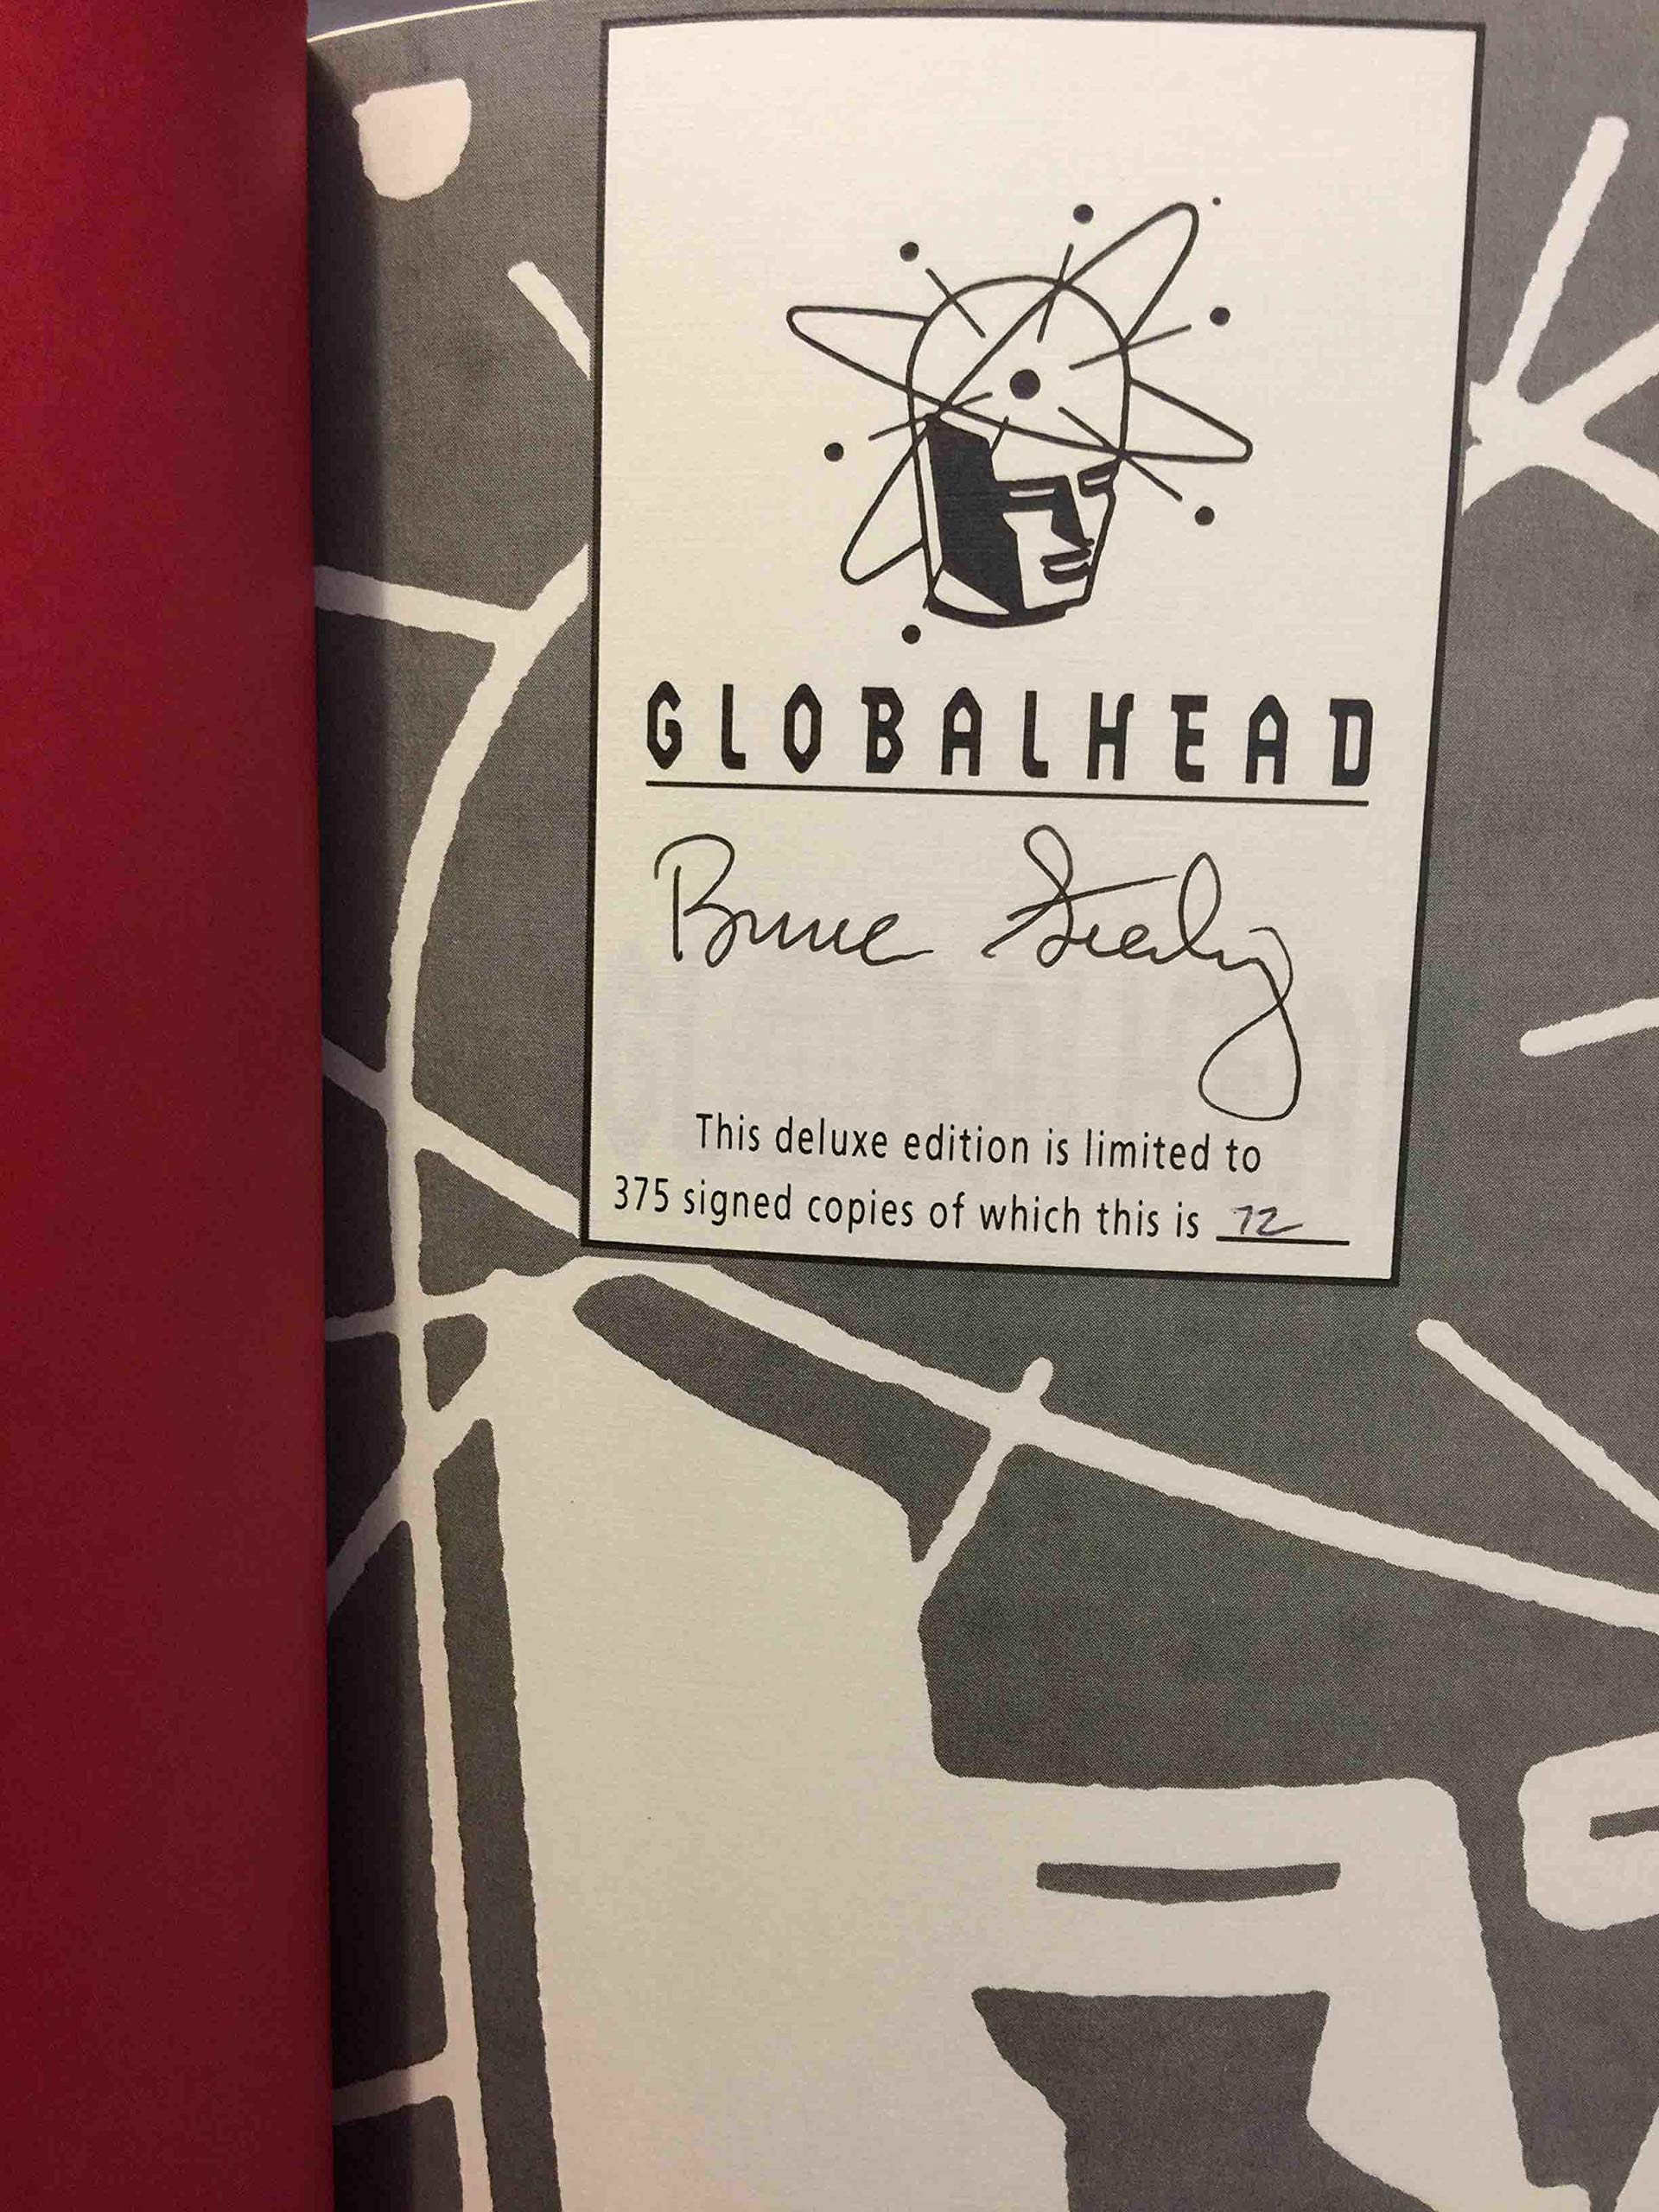 GLOBALHEAD
Bruce Sterling
This deluxe edition is limited to
375 signed copies of which this is 72